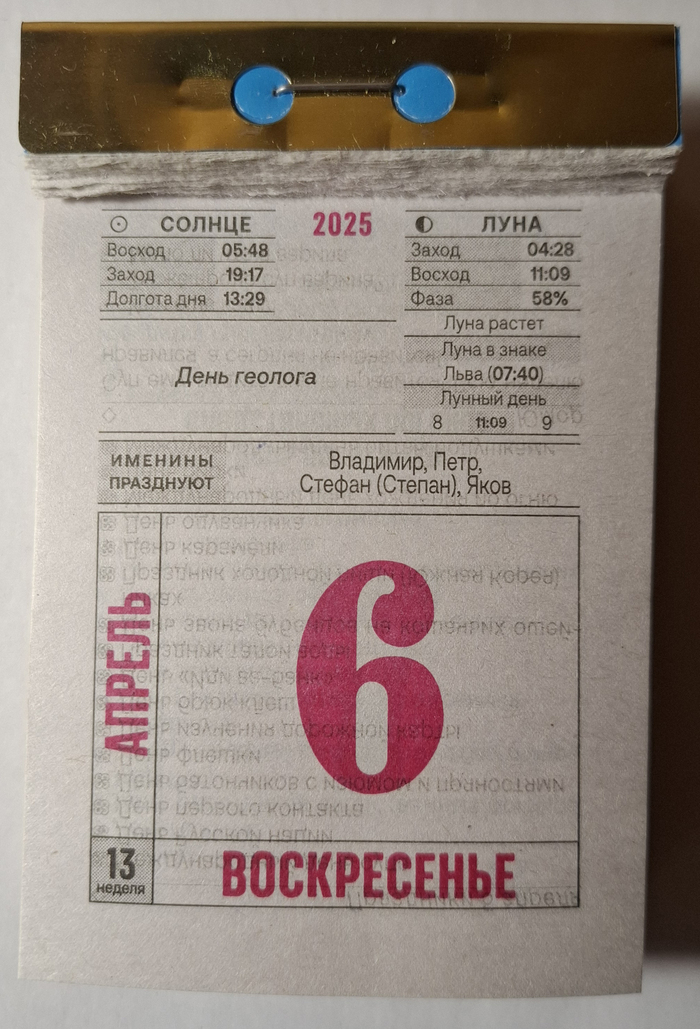 СОЛНЦЕ
Восход 05:48
Заход 19:17
Долгота дня 13:29
2025
ЛУНА
Заход 04:28
Восход 11:09
Фаза 58%
Луна растет
Луна в знаке
Льва (07:40)
Лунный день
8 11:09 9
День геолога
ИМЕНИНЫ
ПРАЗДНУЮТ
Владимир, Петр,
Стефан (Степан), Яков
АПРЕЛЬ
6
13
неделя
ВОСКРЕСЕНЬЕ